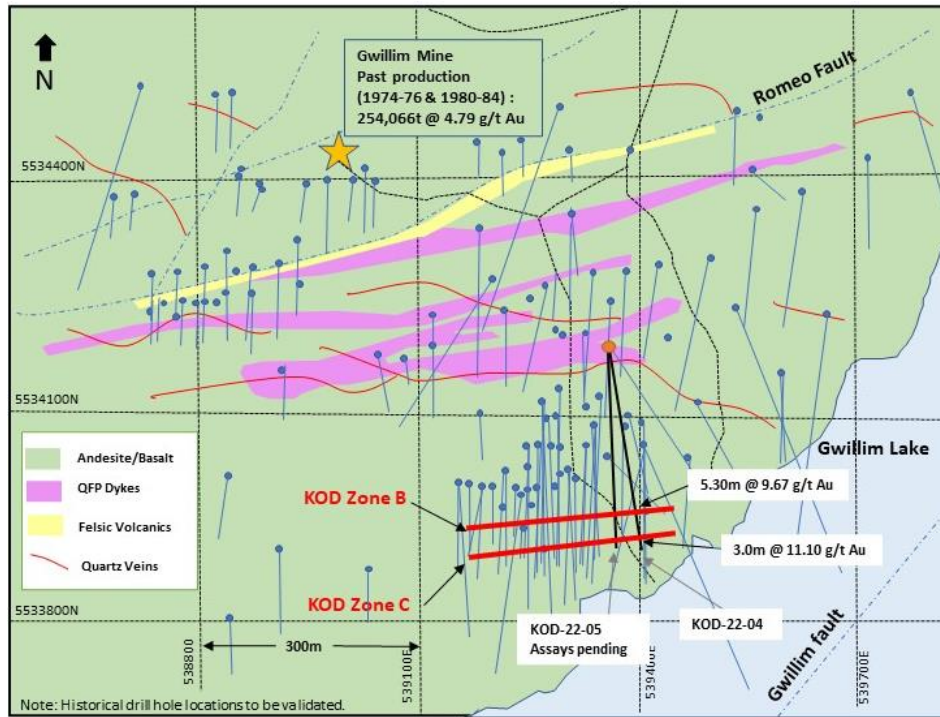 N
Gwillim Mine
Past production
(1974-76 & 1980-84) :
254,066t @ 4.79 g/t Au
Romeo Fault
5534400N
5534100N
Andesite/Basalt
QFP Dykes
Felsic Volcanics
Quartz Veins
KOD Zone B
KOD Zone C
Gwillim Lake
5.30m @ 9.67 g/t Au
3.0m @ 11.10 g/t Au
KOD-22-05
Assays pending
KOD-22-04
5533800N
538800
300m
539100E
539400E
539700E
Gwillim fault
Note: Historical drill hole locations to be validated.